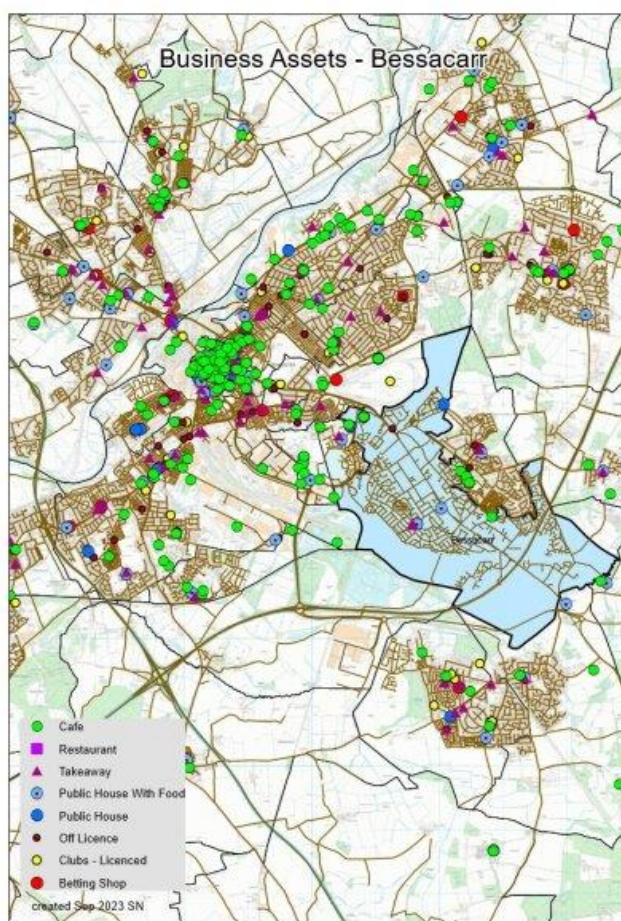 Business Assets - Bessacarr
Bessacarr
Cafe
Restaurant
Takeaway
Public House With Food
Public House
Off Licence
Clubs - Licenced
Betting Shop
created Sep 2023 SN